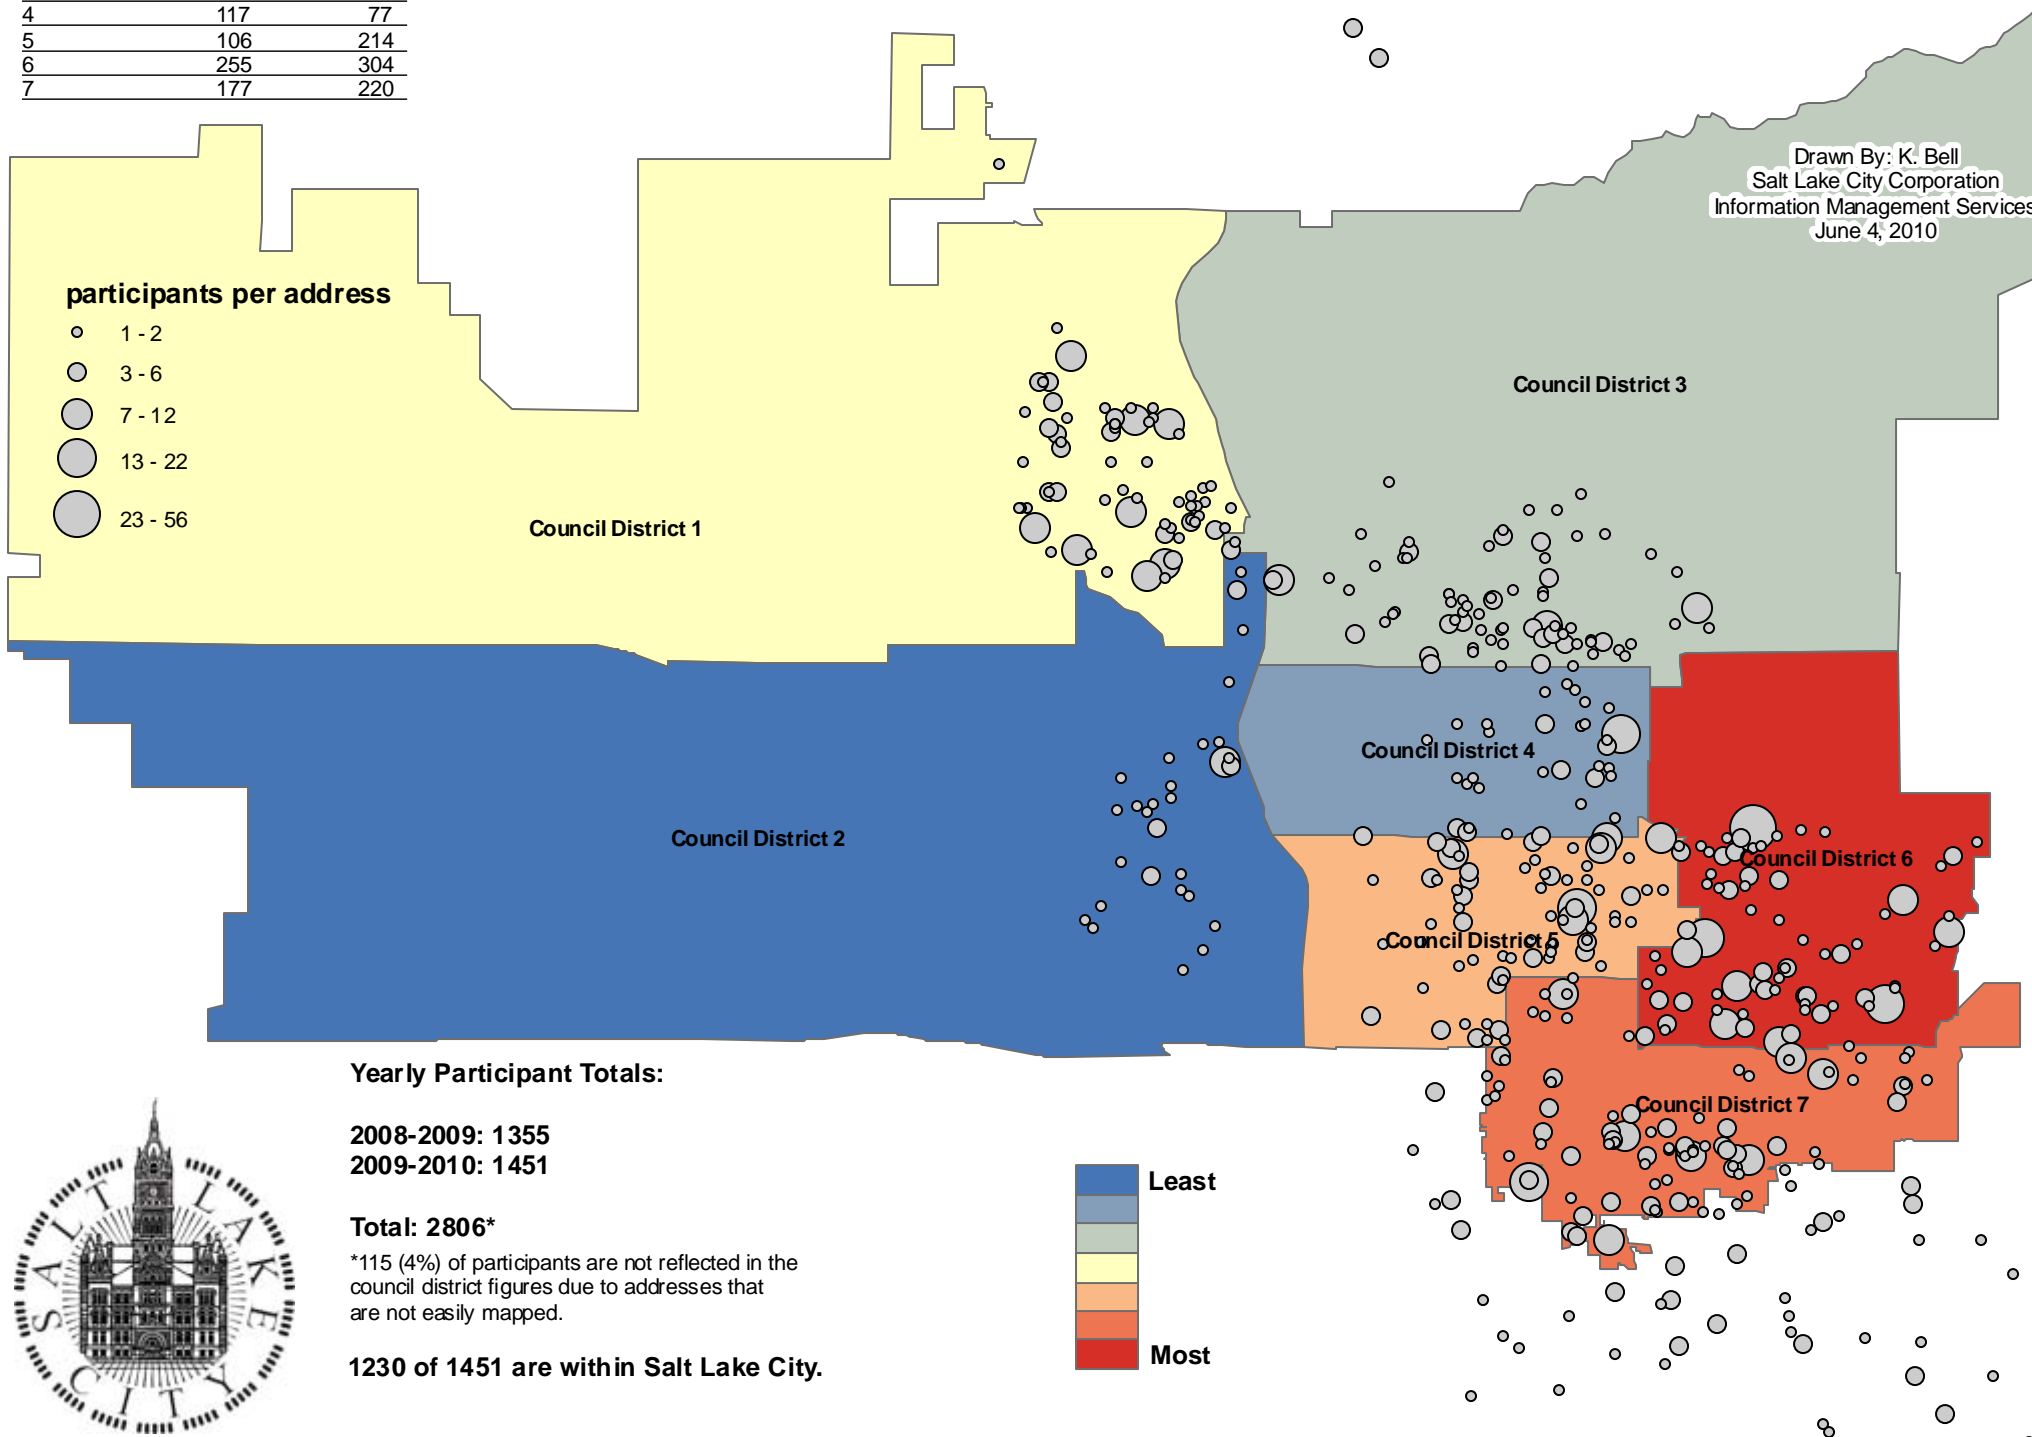 4 117 77
5 106 214
6 255 304
7 177 220
Drawn By: K. Bell
Salt Lake City Corporation
Information Management Services
June 4, 2010
participants per address
1 - 2
3 - 6
7 - 12
13 - 22
23 - 56
Council District 1
Council District 3
Council District 4
Council District 2
Council District 6
Council District 5
Council District 7
Yearly Participant Totals:
2008-2009: 1355
2009-2010: 1451
Total: 2806*
*115 (4%) of participants are not reflected in the
council district figures due to addresses that
are not easily mapped.
1230 of 1451 are within Salt Lake City.
Least
Most
SALT LAKE CITY